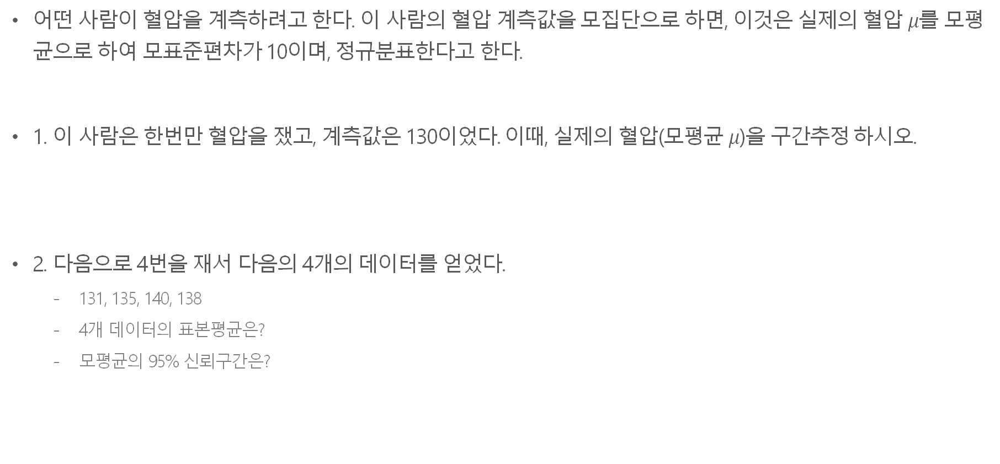 • 어떤 사람이 혈압을 계측하려고 한다. 이 사람의 혈압 계측값을 모집단으로 하면, 이것은 실제의 혈압 μ를 모평
균으로 하여 모표준편차가 10이며, 정규분표한다고 한다.
• 1. 이 사람은 한번만 혈압을 쟀고, 계측값은 130이었다. 이때, 실제의 혈압(모평균 μ)을 구간추정 하시오.
• 2. 다음으로 4번을 재서 다음의 4개의 데이터를 얻었다.
- 131, 135, 140, 138
- 4개 데이터의 표본평균은?
- 모평균의 95% 신뢰구간은?